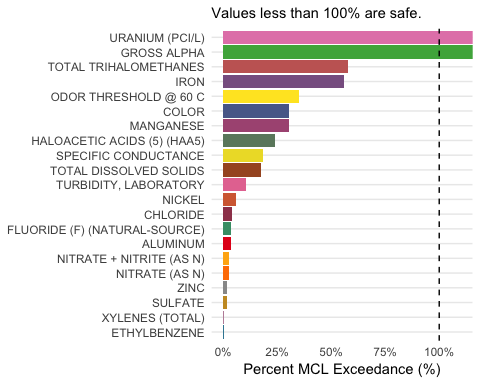 Values less than 100% are safe.
URANIUM (PCI/L)
GROSS ALPHA
TOTAL TRIHALOMETHANES
IRON
ODOR THRESHOLD @ 60 C
COLOR
MANGANESE
HALOACETIC ACIDS (5) (HAA5)
SPECIFIC CONDUCTANCE
TOTAL DISSOLVED SOLIDS
TURBIDITY, LABORATORY
NICKEL
CHLORIDE
FLUORIDE (F) (NATURAL-SOURCE)
ALUMINUM
NITRATE + NITRITE (AS N)
NITRATE (AS N)
ZINC
SULFATE
XYLENES (TOTAL)
ETHYLBENZENE
0% 25% 50% 75% 100%
Percent MCL Exceedance (%)